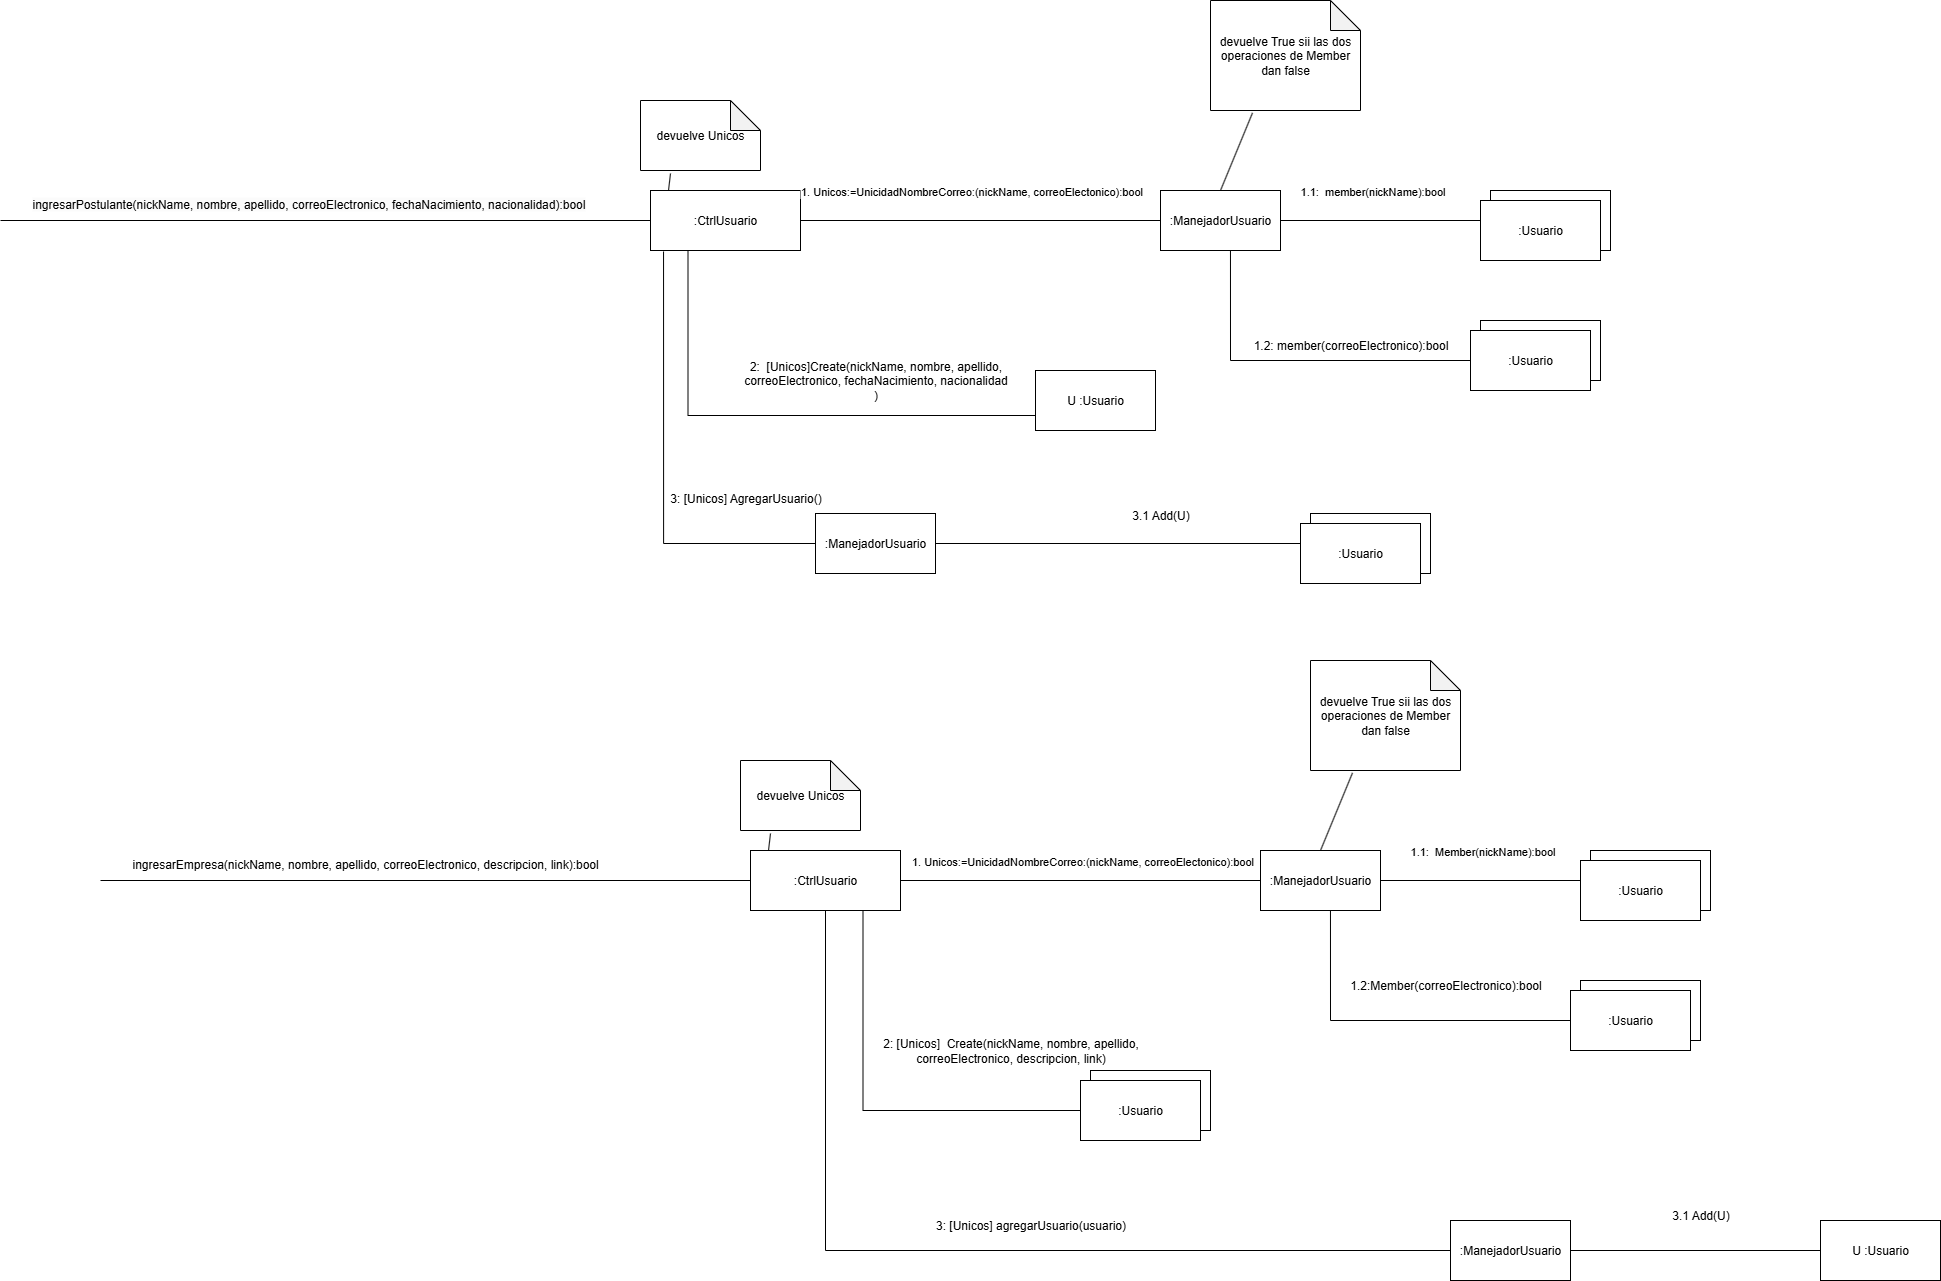 devuelve True sii las dos
operaciones de Member
dan false
devuelve Unicos
ingresarPostulante(nickName, nombre, apellido, correoElectronico, fechaNacimiento, nacionalidad):bool
:CtrlUsuario
1. Unicos:=UnicidadNombreCorreo:(nickName, correoElectonico):bool
:ManejadorUsuario
1.1:  member(nickName):bool
:Usuario
1.2: member(correoElectronico):bool
:Usuario
2:  [Unicos]Create(nickName, nombre, apellido,
correoElectronico, fechaNacimiento, nacionalidad
)
U :Usuario
3: [Unicos] AgregarUsuario()
:ManejadorUsuario
3.1 Add(U)
:Usuario
devuelve True sii las dos
operaciones de Member
dan false
devuelve Unicos
ingresarEmpresa(nickName, nombre, apellido, correoElectronico, descripcion, link):bool
:CtrlUsuario
1. Unicos:=UnicidadNombreCorreo:(nickName, correoElectonico):bool
:ManejadorUsuario
1.1:  Member(nickName):bool
:Usuario
1.2:Member(correoElectronico):bool
:Usuario
2: [Unicos]  Create(nickName, nombre, apellido,
correoElectronico, descripcion, link)
:Usuario
3: [Unicos] agregarUsuario(usuario)
:ManejadorUsuario
3.1 Add(U)
U :Usuario